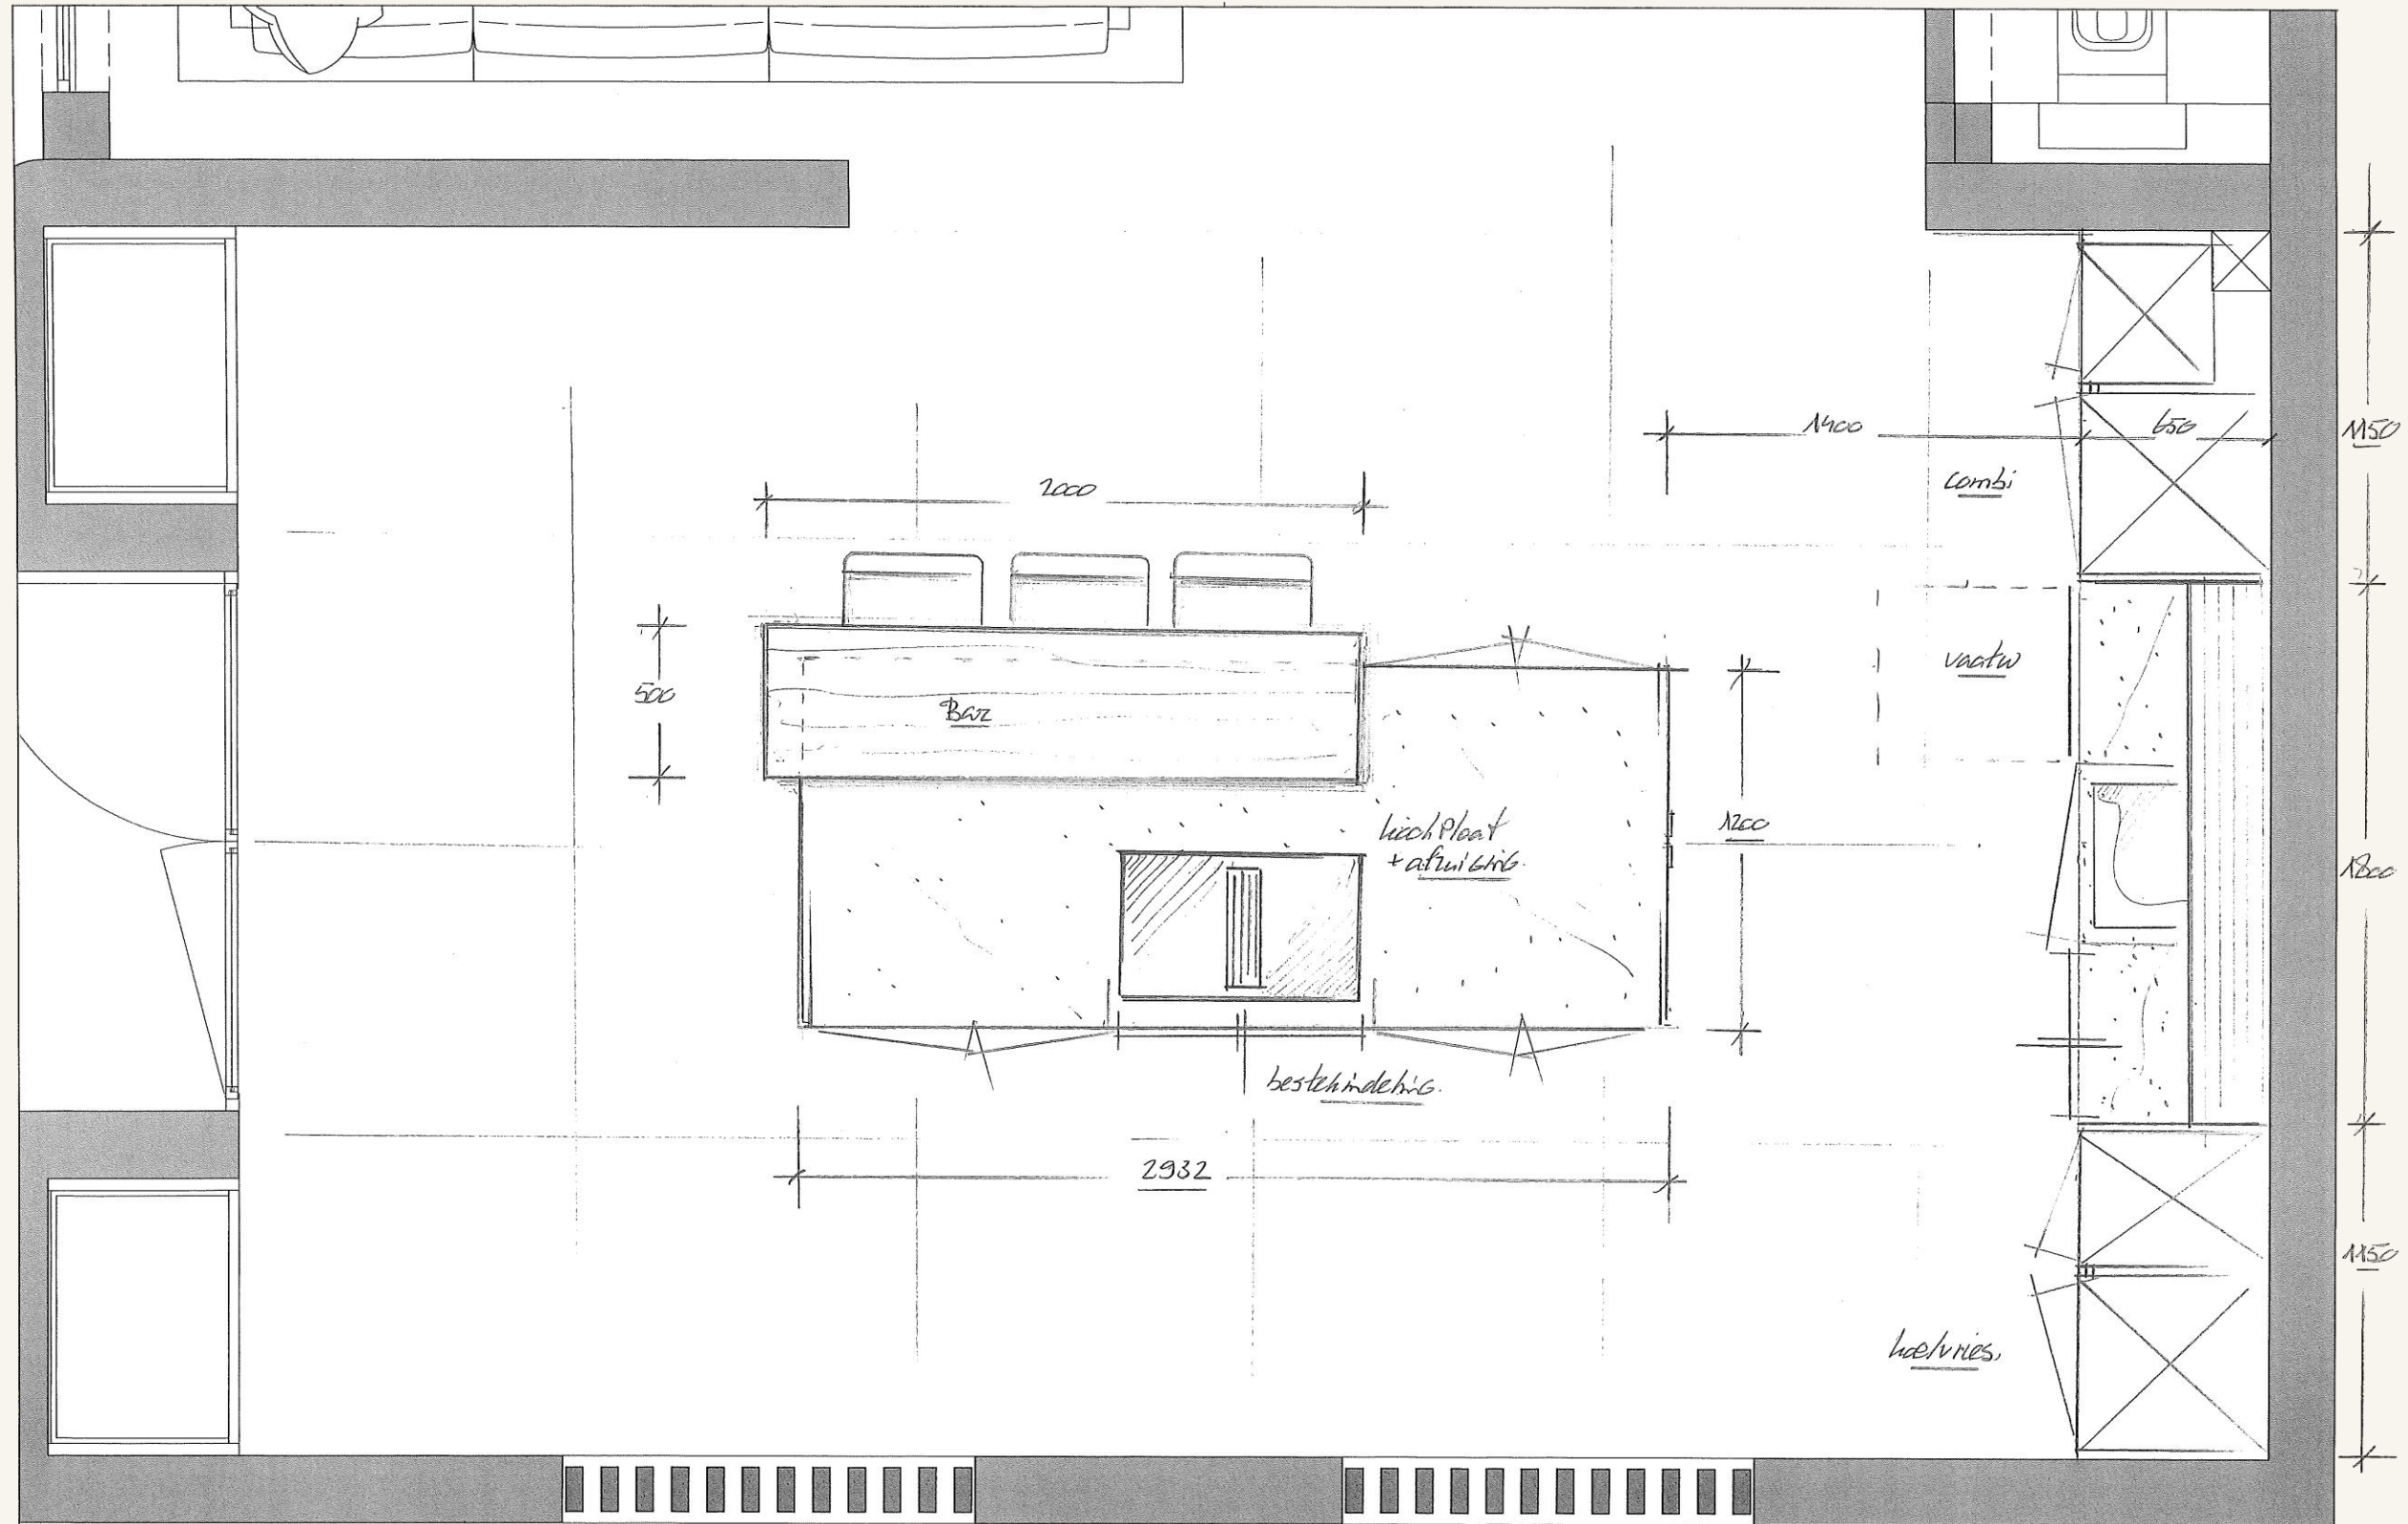 1400
650
1150
combi
2000
vaatw
500
Bar
kookplaat
+ afzuiging.
1200
1800
bestekindeling.
2932
1150
koelvries.